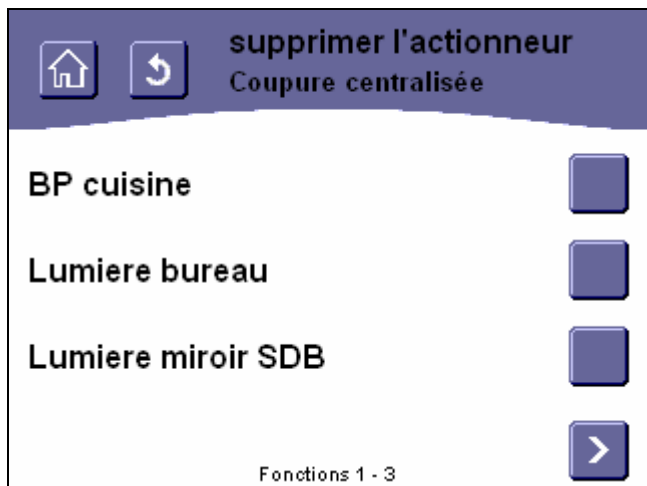 supprimer l'actionneur
Coupure centralisée
BP cuisine
Lumiere bureau
Lumiere miroir SDB
Fonctions 1 - 3